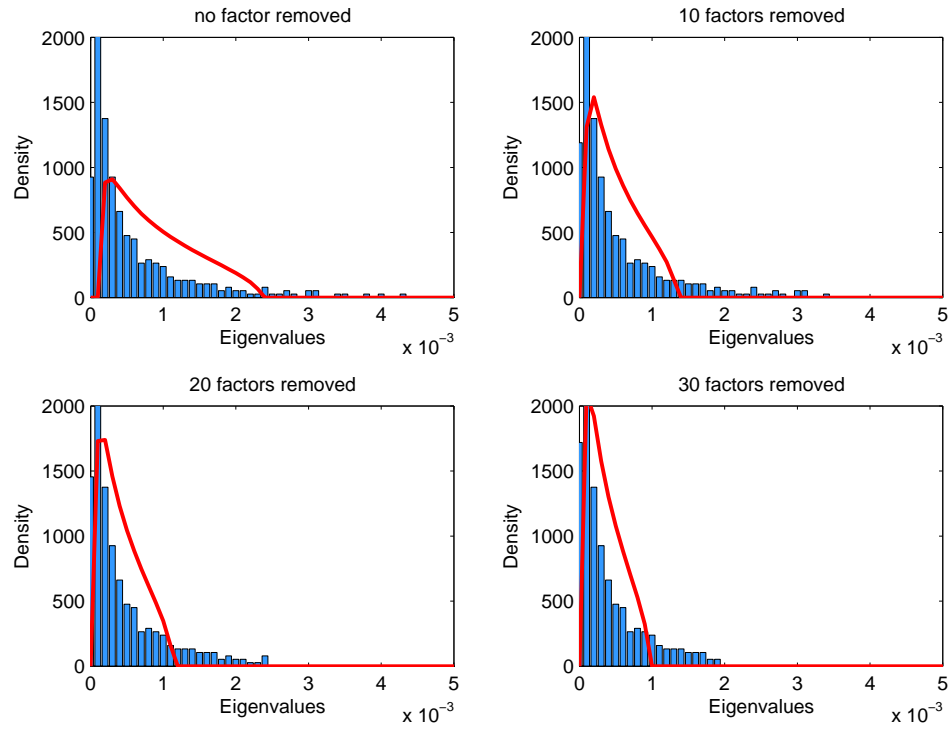 no factor removed
2000
1500
1000
500
0
Density
0 1 2 3 4 5
Eigenvalues
x 10⁻³
10 factors removed
2000
1500
1000
500
0
Density
0 1 2 3 4 5
Eigenvalues
x 10⁻³
20 factors removed
2000
1500
1000
500
0
Density
0 1 2 3 4 5
Eigenvalues
x 10⁻³
30 factors removed
2000
1500
1000
500
0
Density
0 1 2 3 4 5
Eigenvalues
x 10⁻³